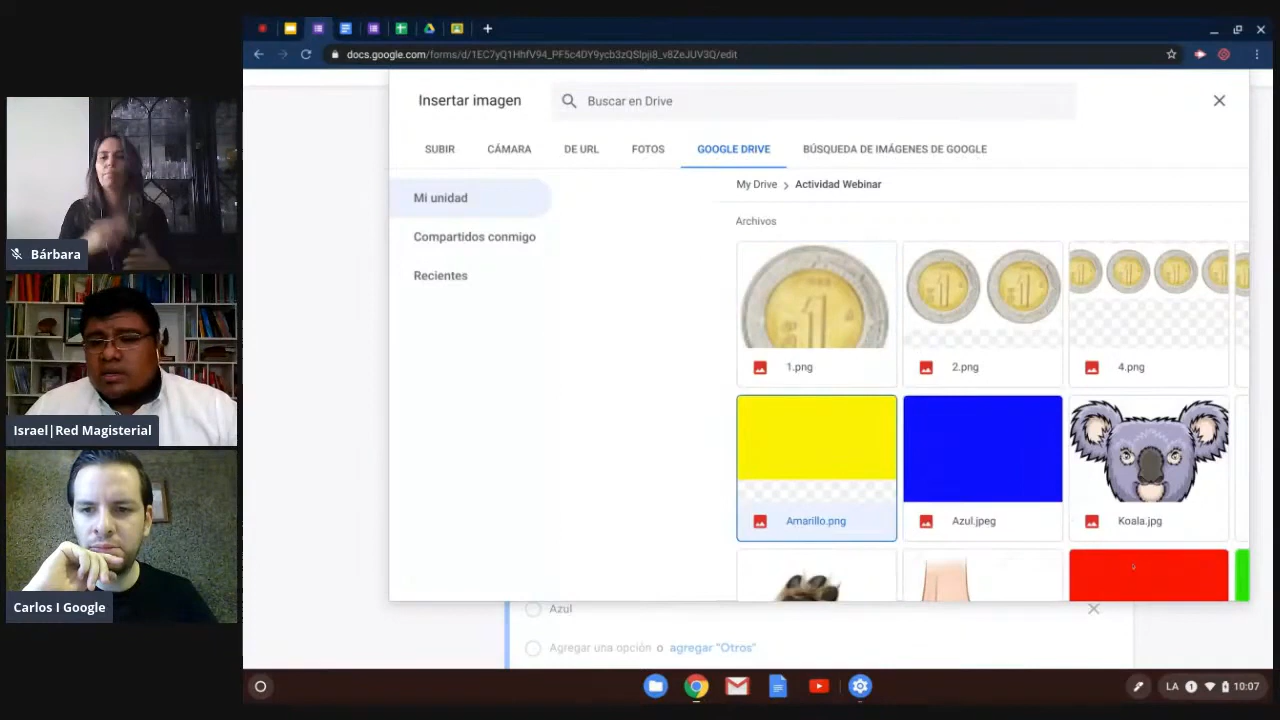 docs.google.com/forms/d/1EC7yQ1HhfV94_PF5c4DY9ycb3zQSlpji8_v8ZeJUV3Q/edit
Insertar imagen
Buscar en Drive
SUBIR
CÁMARA
DE URL
FOTOS
GOOGLE DRIVE
BÚSQUEDA DE IMÁGENES DE GOOGLE
Mi unidad
Compartidos conmigo
Recientes
My Drive > Actividad Webinar
Archivos
1.png
2.png
4.png
Amarillo.png
Azul.jpeg
Koala.jpg
Azul
Agregar una opción o agregar "Otros"
Bárbara
Israel|Red Magisterial
Carlos I Google
LA 1 10:07